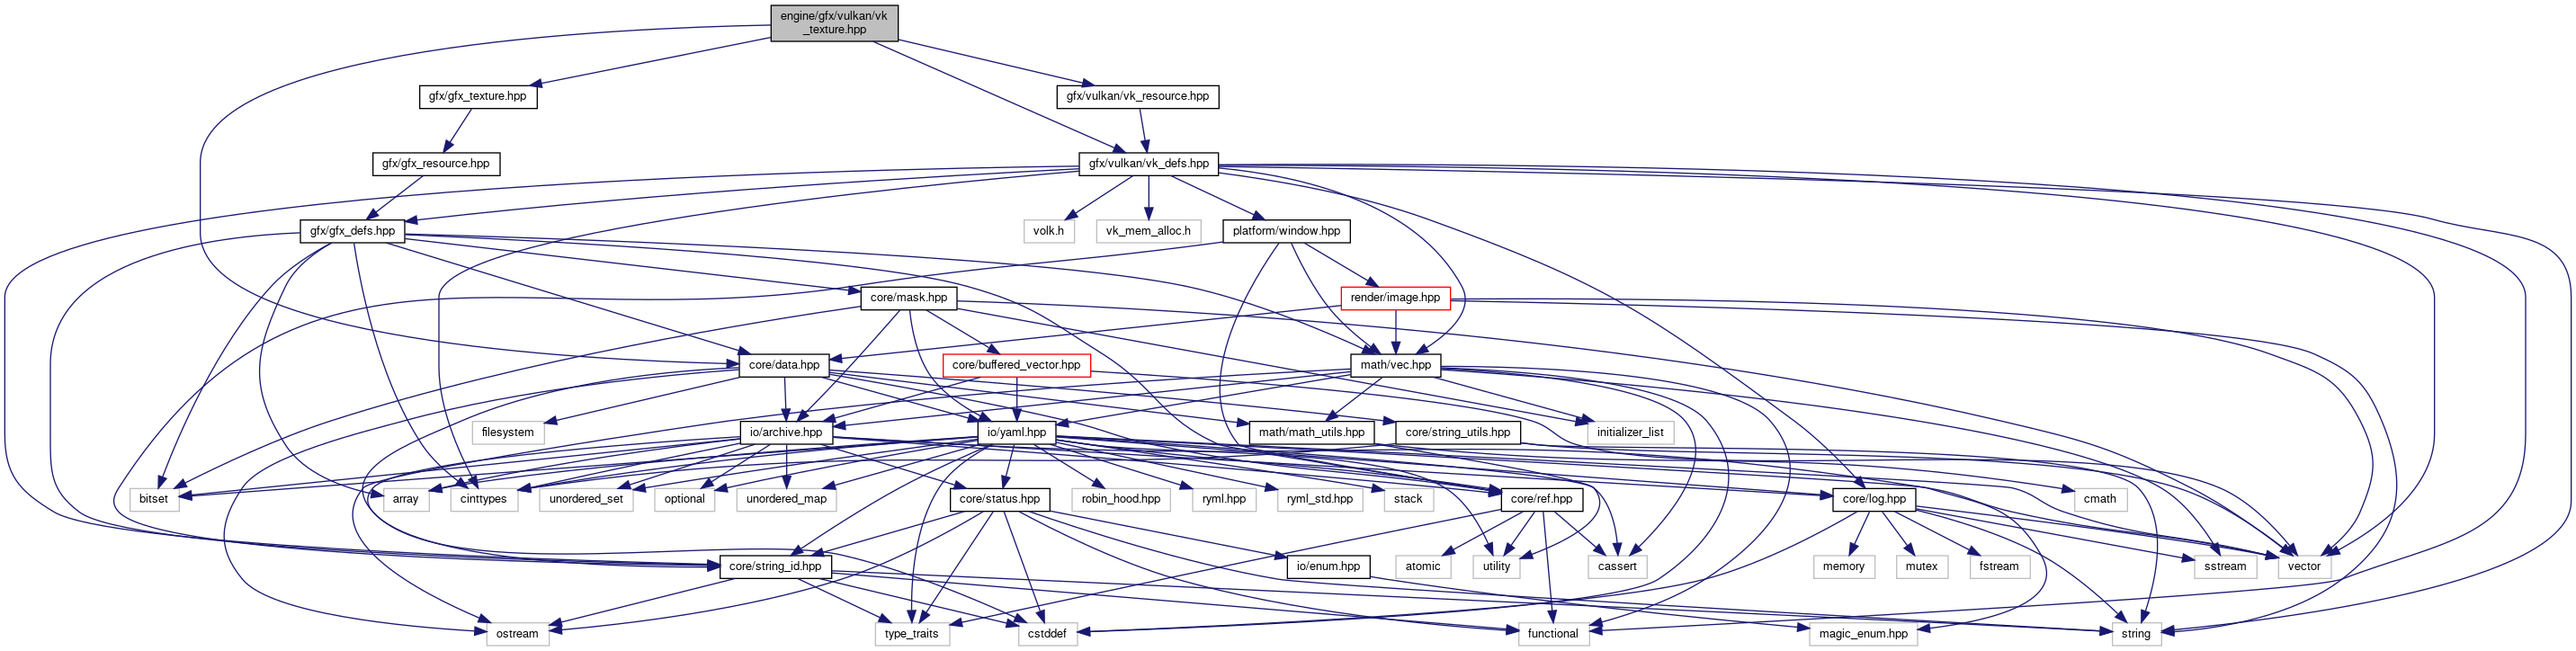 engine/gfx/vulkan/vk
_texture.hpp
gfx/gfx_texture.hpp
gfx/vulkan/vk_resource.hpp
gfx/gfx_resource.hpp
gfx/vulkan/vk_defs.hpp
gfx/gfx_defs.hpp
volk.h
vk_mem_alloc.h
platform/window.hpp
core/mask.hpp
render/image.hpp
core/data.hpp
core/buffered_vector.hpp
math/vec.hpp
filesystem
io/archive.hpp
io/yaml.hpp
math/math_utils.hpp
core/string_utils.hpp
initializer_list
bitset
array
cinttypes
unordered_set
optional
unordered_map
core/status.hpp
robin_hood.hpp
ryml.hpp
ryml_std.hpp
stack
core/ref.hpp
core/log.hpp
cmath
core/string_id.hpp
io/enum.hpp
atomic
utility
cassert
memory
mutex
fstream
sstream
vector
ostream
type_traits
cstddef
functional
magic_enum.hpp
string